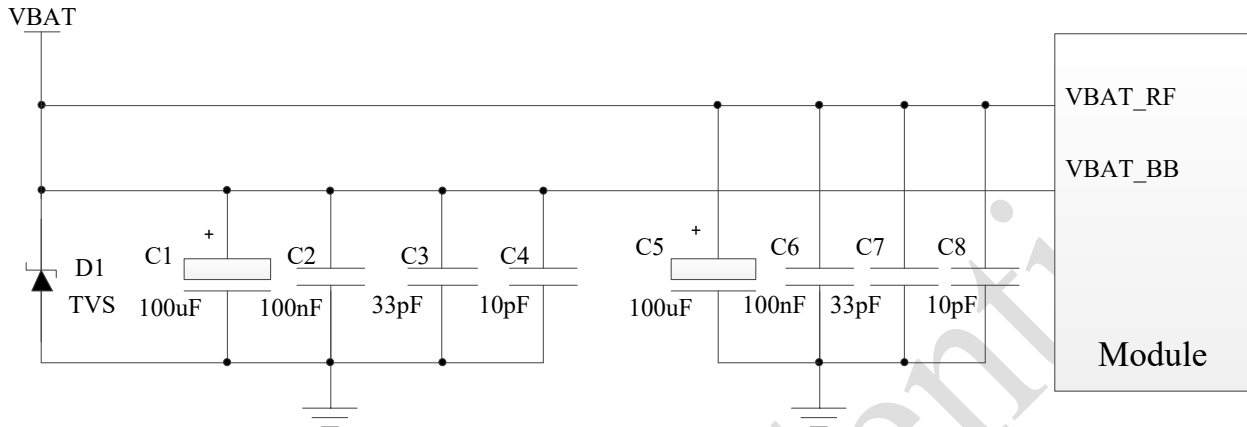 VBAT
VBAT_RF
VBAT_BB
+
+
C1
C2
C3
C4
C5
C6
C7
C8
D1
TVS
100uF
100nF
33pF
10pF
100uF
100nF
33pF
10pF
Module